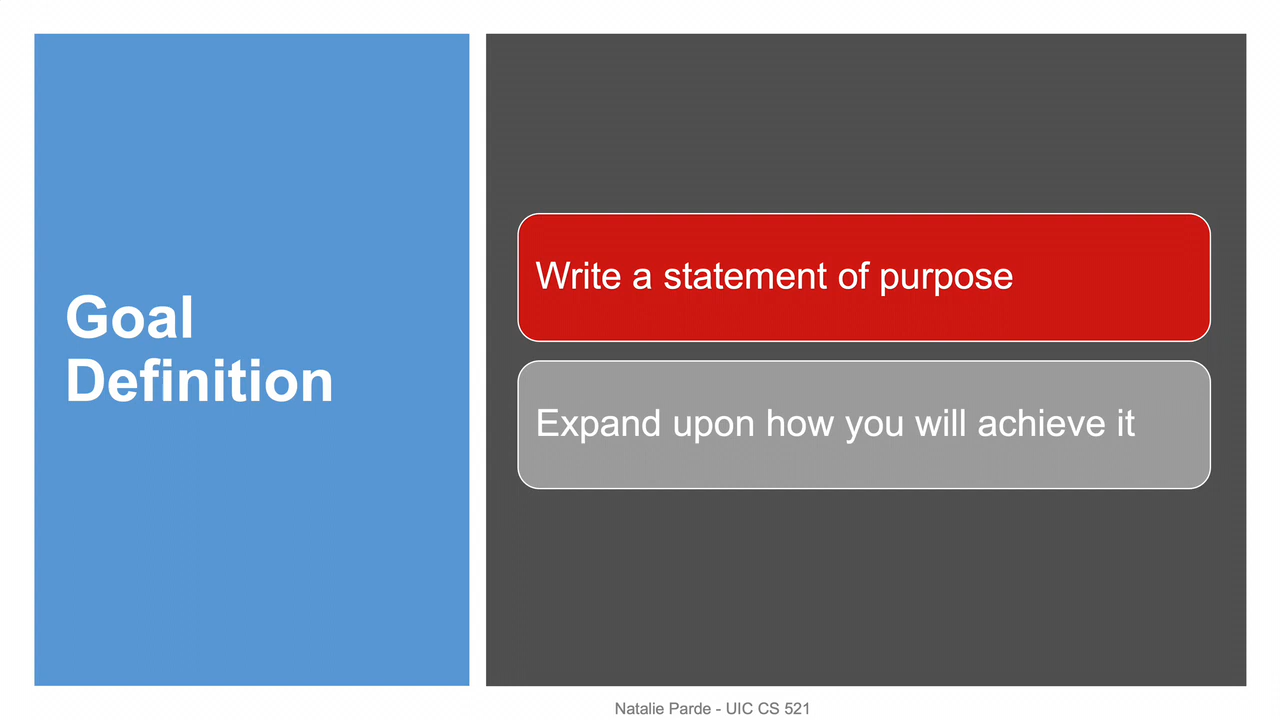 Goal
Definition
Write a statement of purpose
Expand upon how you will achieve it
Natalie Parde - UIC CS 521